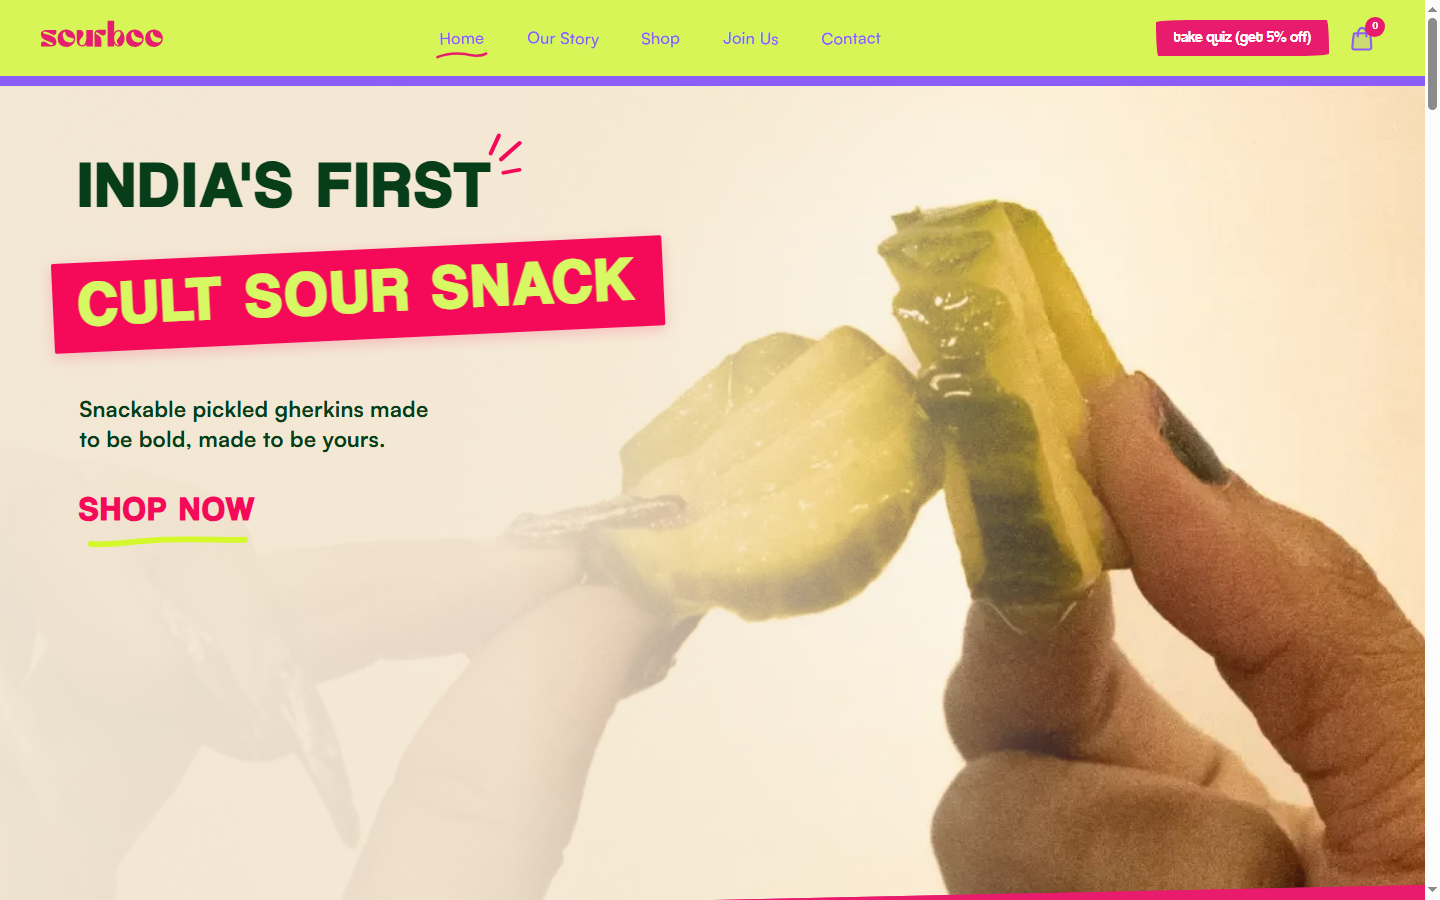 sourboo
Home
Our Story
Shop
Join Us
Contact
take quiz (get 5% off)
0
INDIA'S FIRST
CULT SOUR SNACK
Snackable pickled gherkins made
to be bold, made to be yours.
SHOP NOW